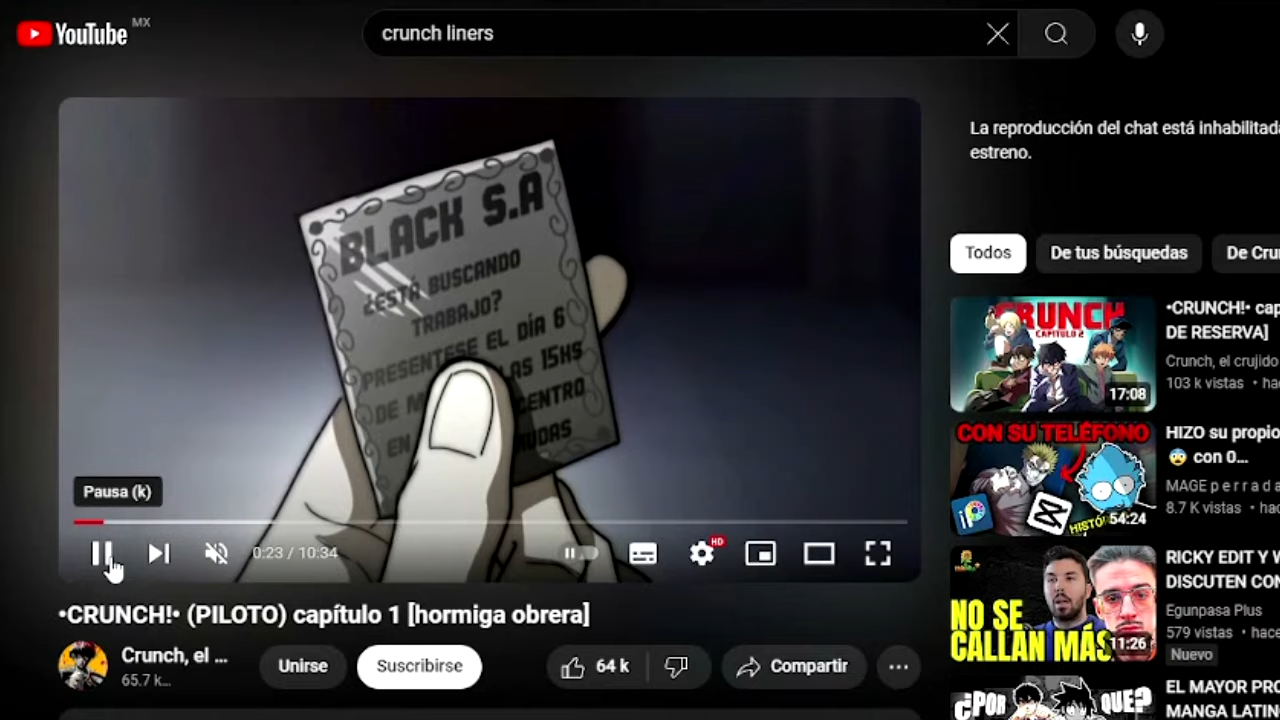 YouTube MX
crunch liners
La reproducción del chat está inhabilitada
estreno.
BLACK S.A
¿ESTÁ BUSCANDO
TRABAJO?
PRESENTESE EL DÍA 6
DE M LAS 15HS
EN CENTRO
UDAS
Pausa (k)
0:23 / 10:34
HD
•CRUNCH!• (PILOTO) capítulo 1 [hormiga obrera]
Crunch, el ...
65.7 k...
Unirse
Suscribirse
64 k
Compartir
Todos
De tus búsquedas
De Cru
CRUNCH
CAPITULO 2
17:08
•CRUNCH!• cap
DE RESERVA]
Crunch, el crujido
103 k vistas • hac
CON SU TELÉFONO
HISTO
54:24
HIZO su propio
😨 con 0...
MAGE p e r r a d a
8.7 K vistas • hac
NO SE
CALLAN MÁS
11:26
RICKY EDIT Y W
DISCUTEN CON
Egunpasa Plus
579 vistas • hace
Nuevo
¿POR QUE?
EL MAYOR PRO
MANGA LATIN